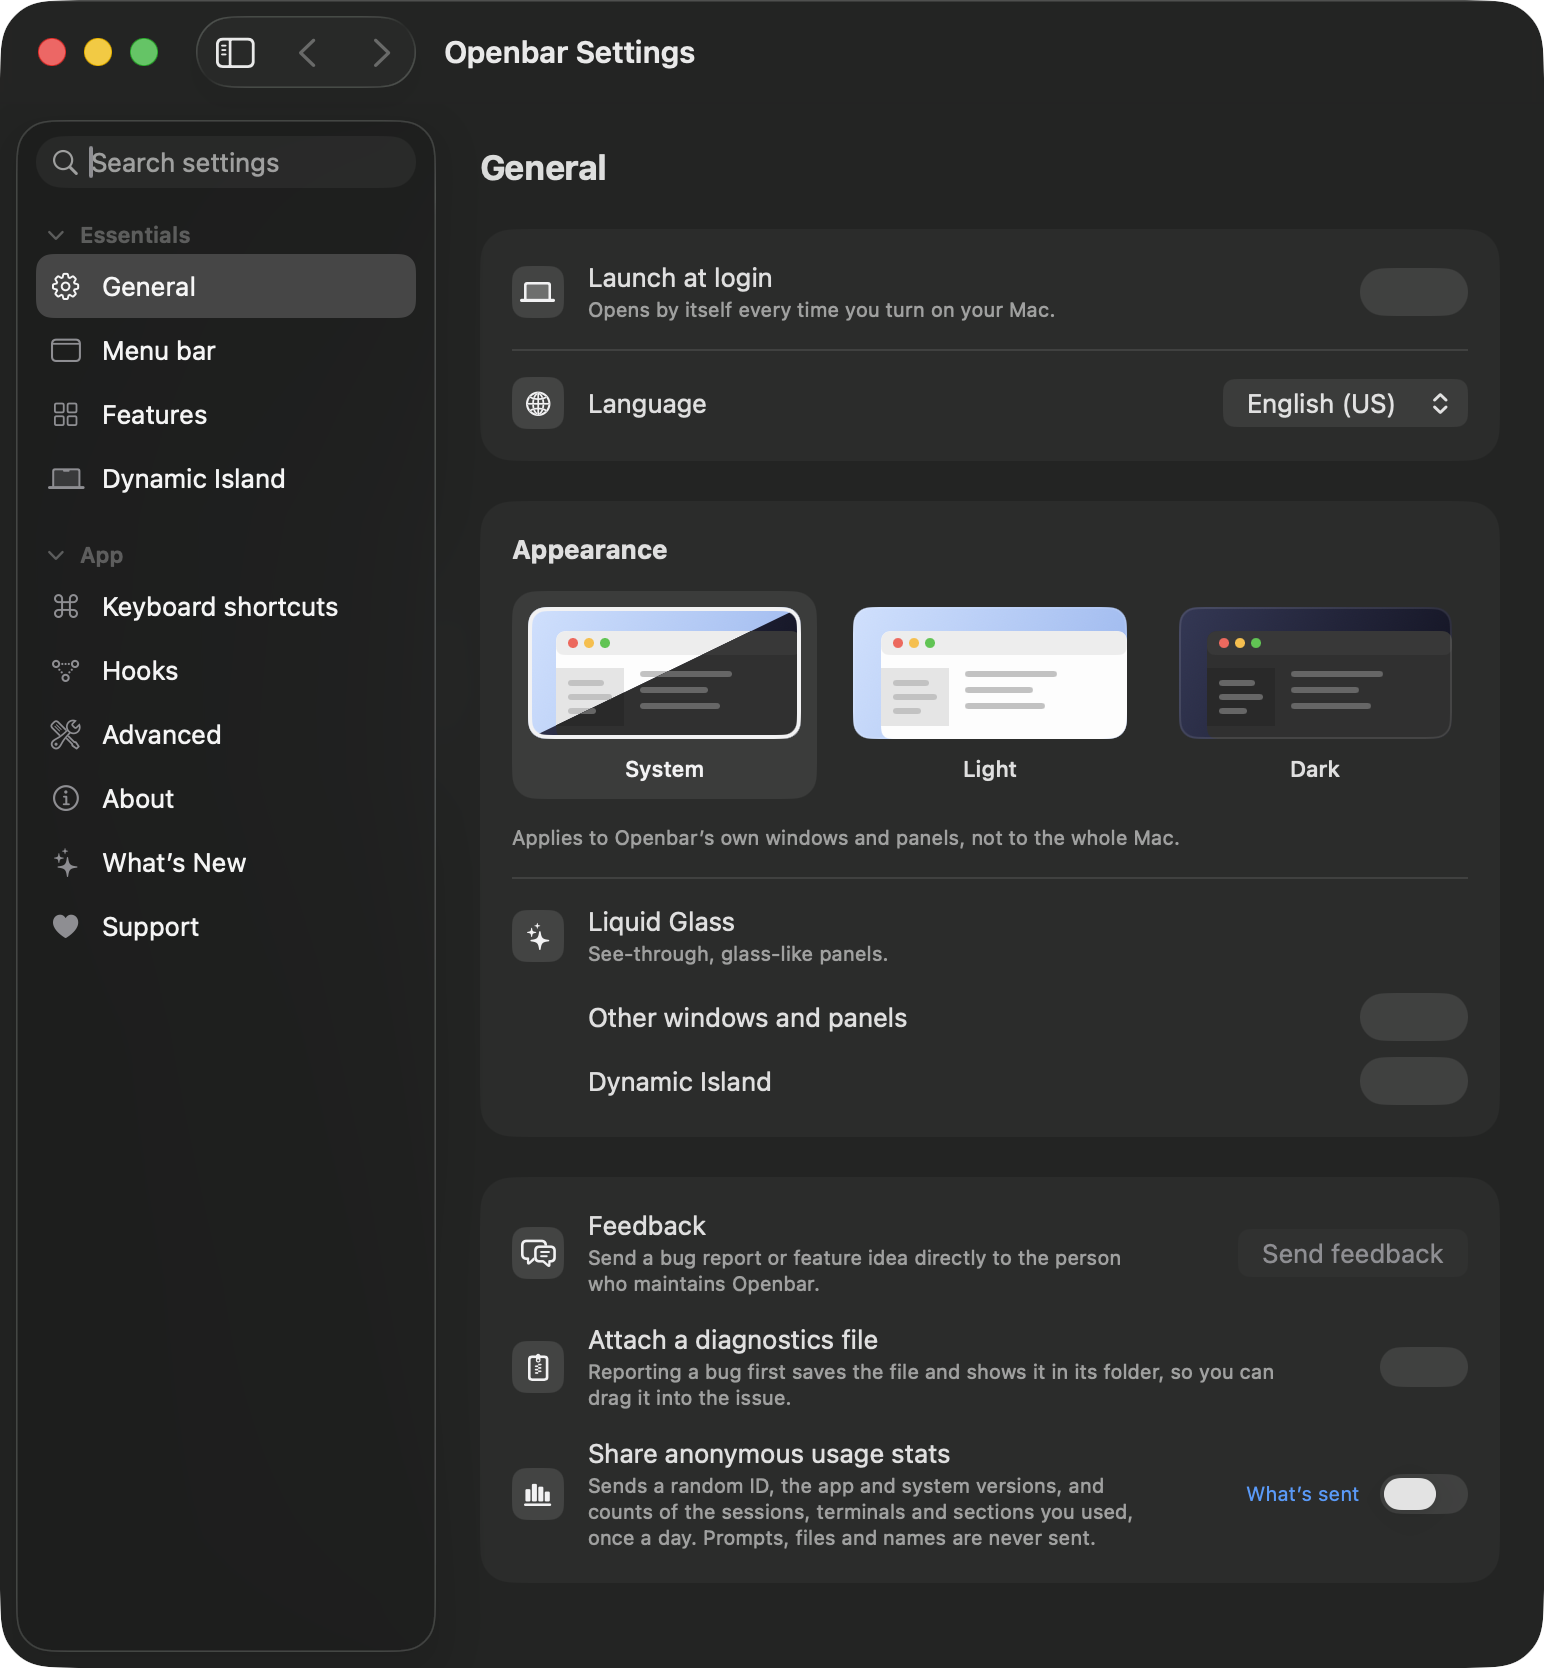 Openbar Settings
Search settings
Essentials
General
Menu bar
Features
Dynamic Island
App
Keyboard shortcuts
Hooks
Advanced
About
What's New
Support
General
Launch at login
Opens by itself every time you turn on your Mac.
Language
English (US)
Appearance
System
Light
Dark
Applies to Openbar's own windows and panels, not to the whole Mac.
Liquid Glass
See-through, glass-like panels.
Other windows and panels
Dynamic Island
Feedback
Send a bug report or feature idea directly to the person
who maintains Openbar.
Send feedback
Attach a diagnostics file
Reporting a bug first saves the file and shows it in its folder, so you can
drag it into the issue.
Share anonymous usage stats
Sends a random ID, the app and system versions, and
counts of the sessions, terminals and sections you used,
once a day. Prompts, files and names are never sent.
What's sent